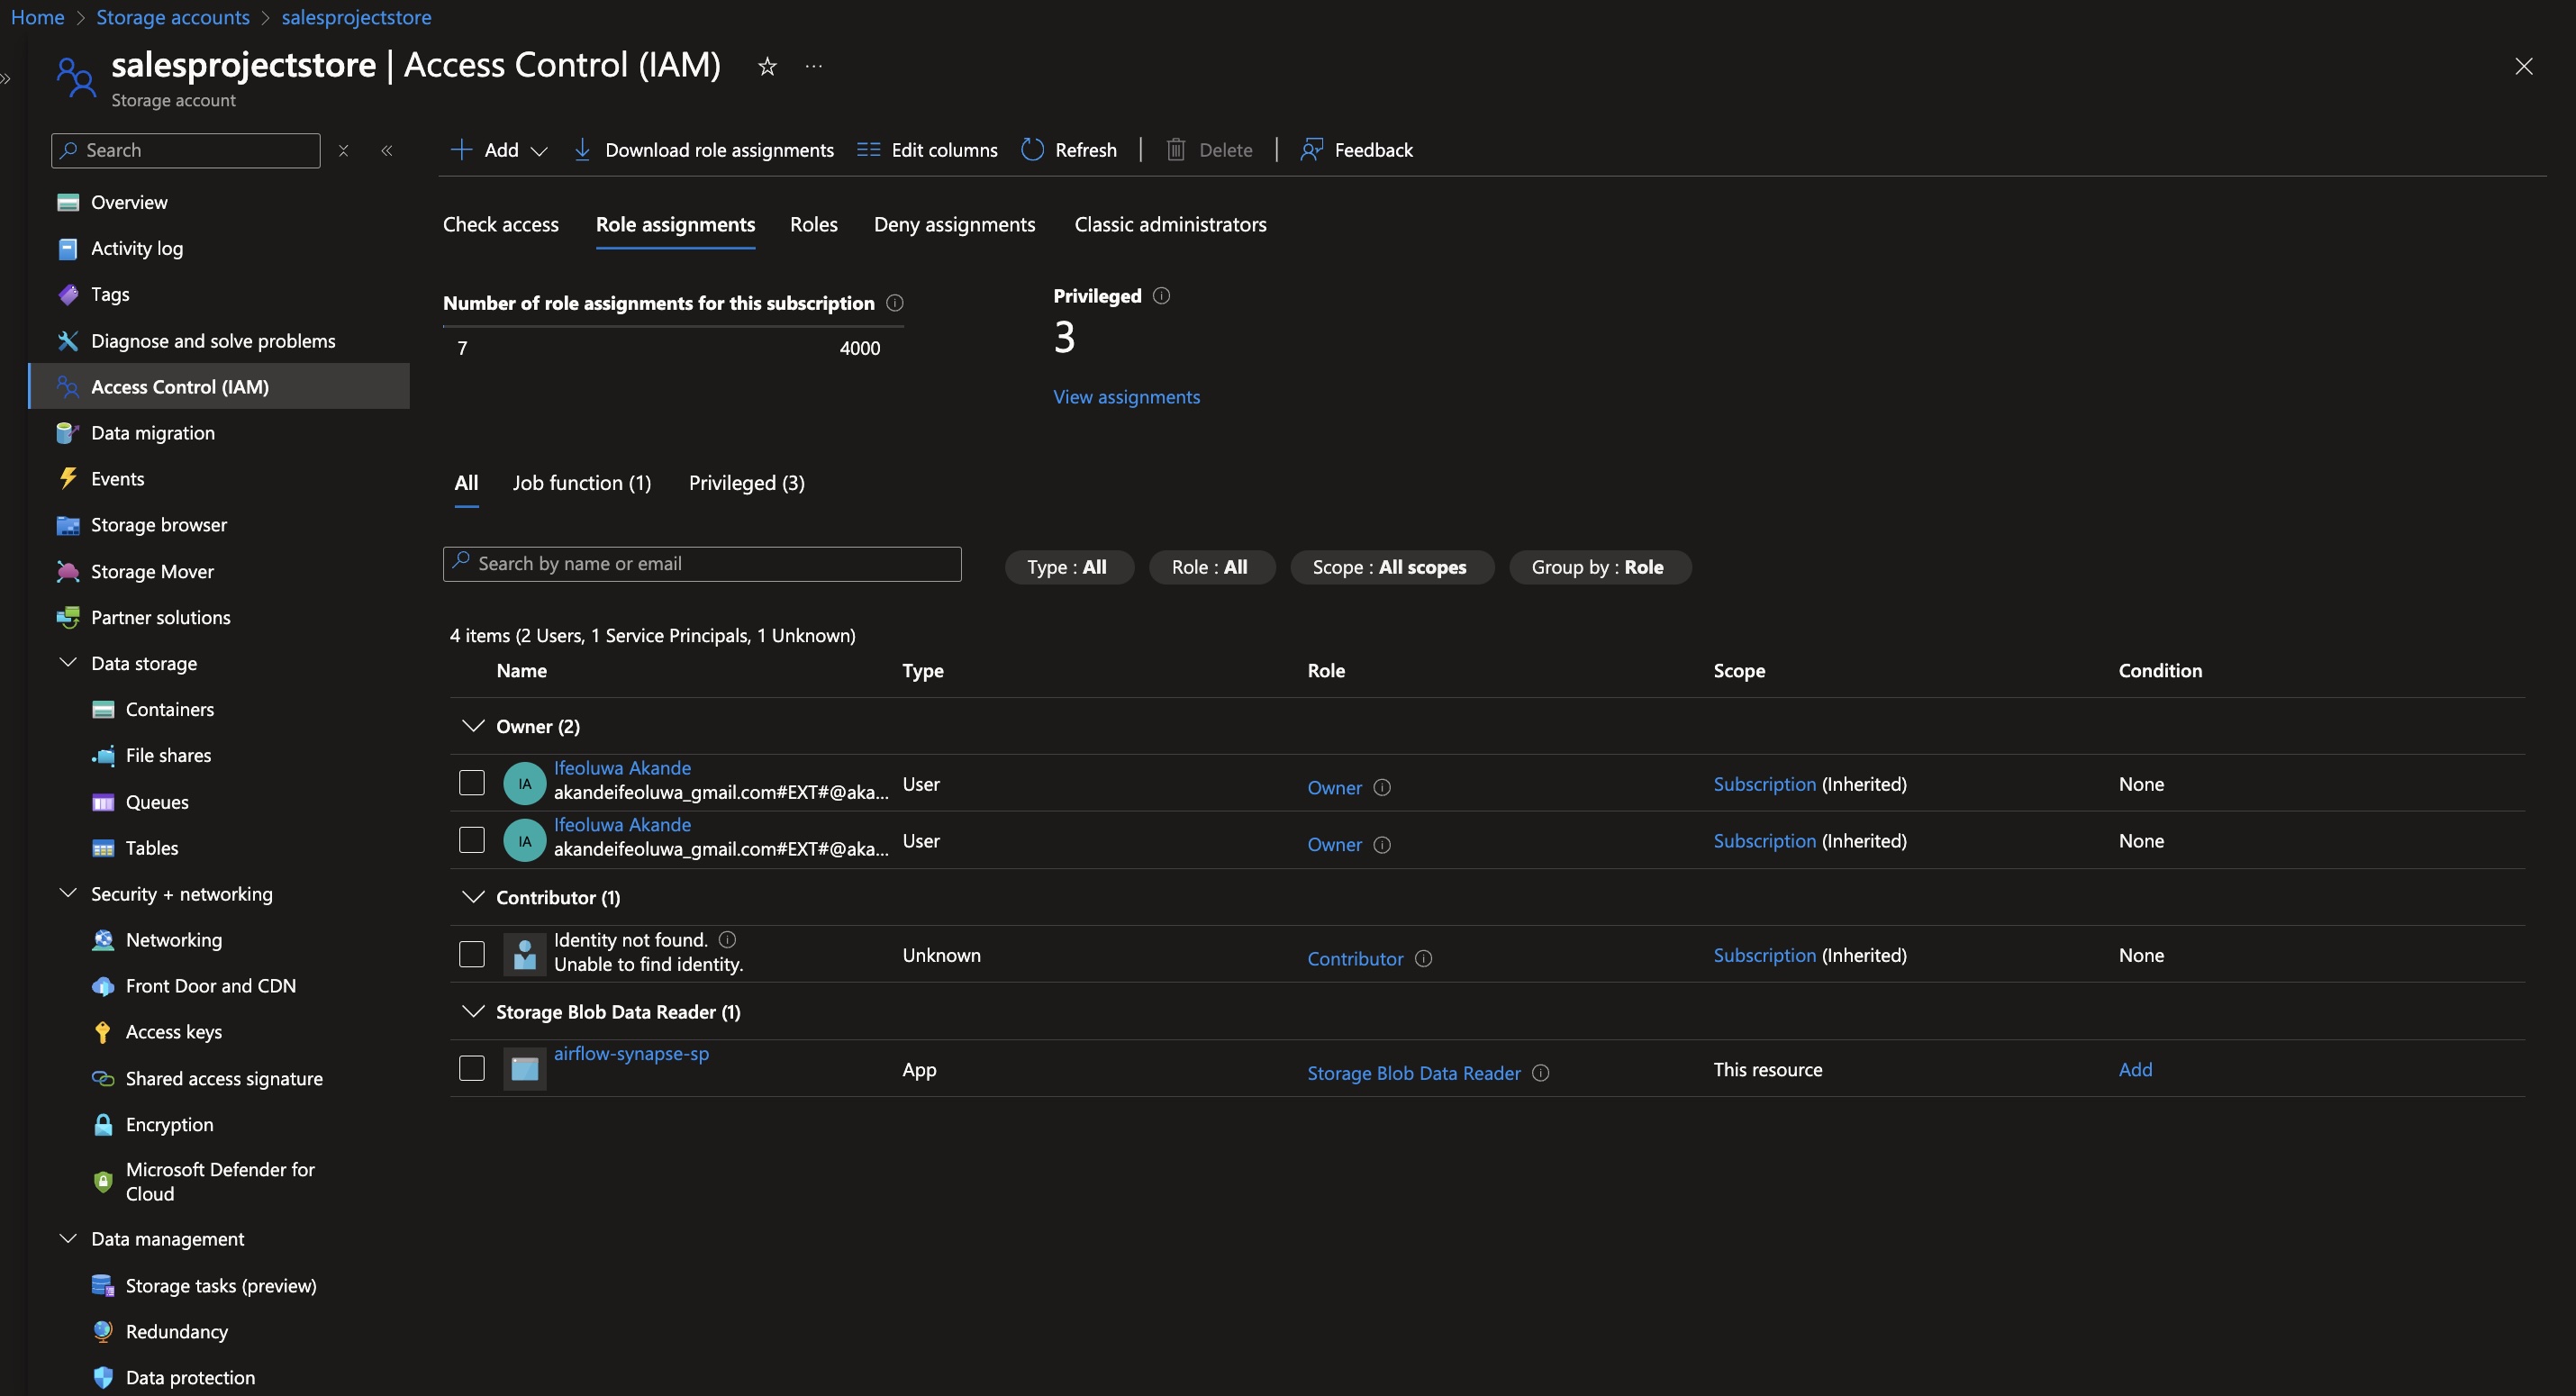 Home > Storage accounts > salesprojectstore
salesprojectstore | Access Control (IAM)
Storage account
Search
Overview
Activity log
Tags
Diagnose and solve problems
Access Control (IAM)
Data migration
Events
Storage browser
Storage Mover
Partner solutions
Data storage
Containers
File shares
Queues
Tables
Security + networking
Networking
Front Door and CDN
Access keys
Shared access signature
Encryption
Microsoft Defender for
Cloud
Data management
Storage tasks (preview)
Redundancy
Data protection
Add Download role assignments Edit columns Refresh Delete Feedback
Check access Role assignments Roles Deny assignments Classic administrators
Number of role assignments for this subscription
7 4000
Privileged
3
View assignments
All Job function (1) Privileged (3)
Search by name or email
Type : All Role : All Scope : All scopes Group by : Role
4 items (2 Users, 1 Service Principals, 1 Unknown)
Name Type Role Scope Condition
Owner (2)
IA Ifeoluwa Akande
akandeifeoluwa_gmail.com#EXT#@aka... User Owner Subscription (Inherited) None
IA Ifeoluwa Akande
akandeifeoluwa_gmail.com#EXT#@aka... User Owner Subscription (Inherited) None
Contributor (1)
Identity not found.
Unable to find identity. Unknown Contributor Subscription (Inherited) None
Storage Blob Data Reader (1)
airflow-synapse-sp App Storage Blob Data Reader This resource Add